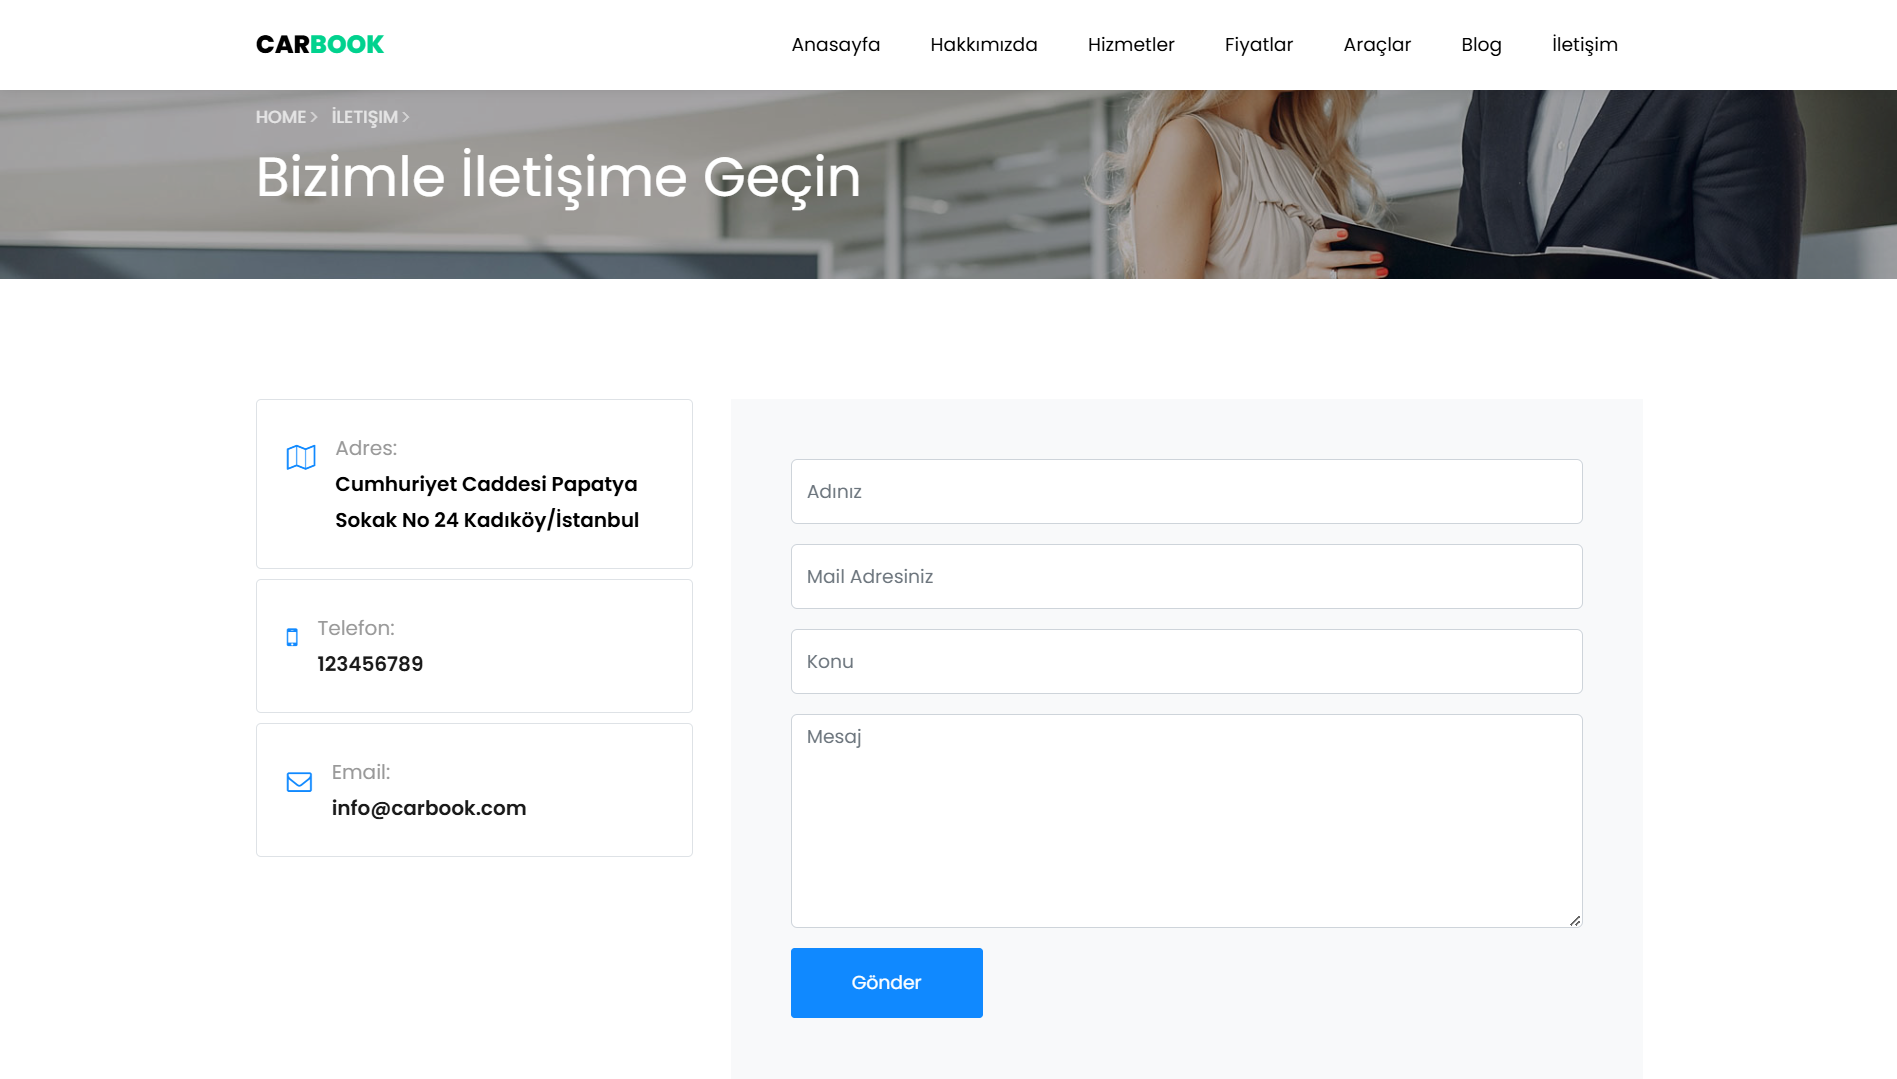 CARBOOK
Anasayfa Hakkımızda Hizmetler Fiyatlar Araçlar Blog İletişim
HOME > İLETIŞIM >
Bizimle İletişime Geçin
Adres:
Cumhuriyet Caddesi Papatya
Sokak No 24 Kadıköy/İstanbul
Telefon:
123456789
Email:
info@carbook.com
Adınız
Mail Adresiniz
Konu
Mesaj
Gönder